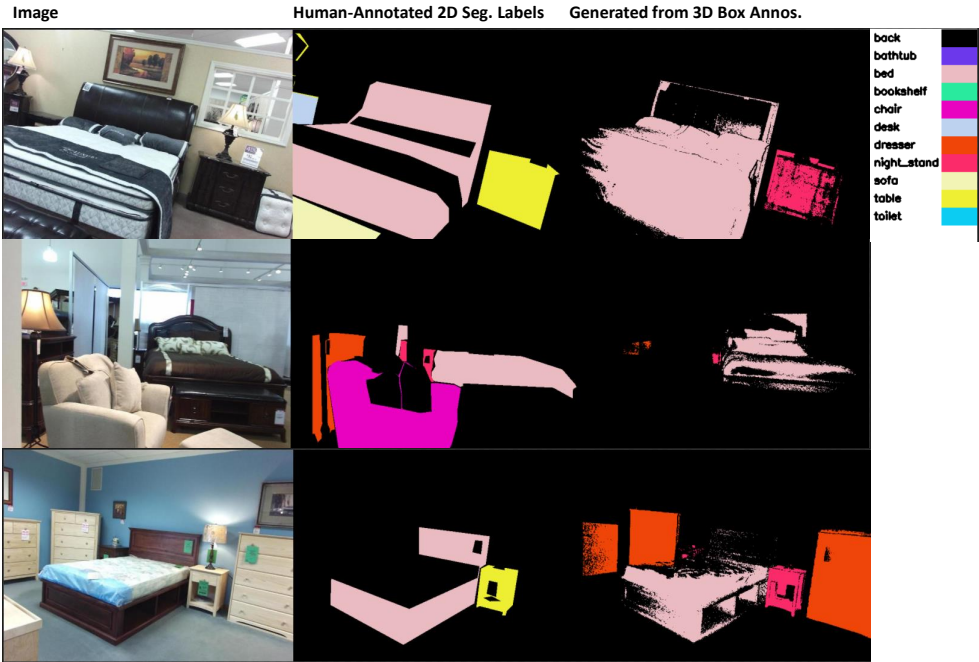 Image
Human-Annotated 2D Seg. Labels
Generated from 3D Box Annos.
back
bathtub
bed
bookshelf
chair
desk
dresser
night_stand
sofa
table
toilet